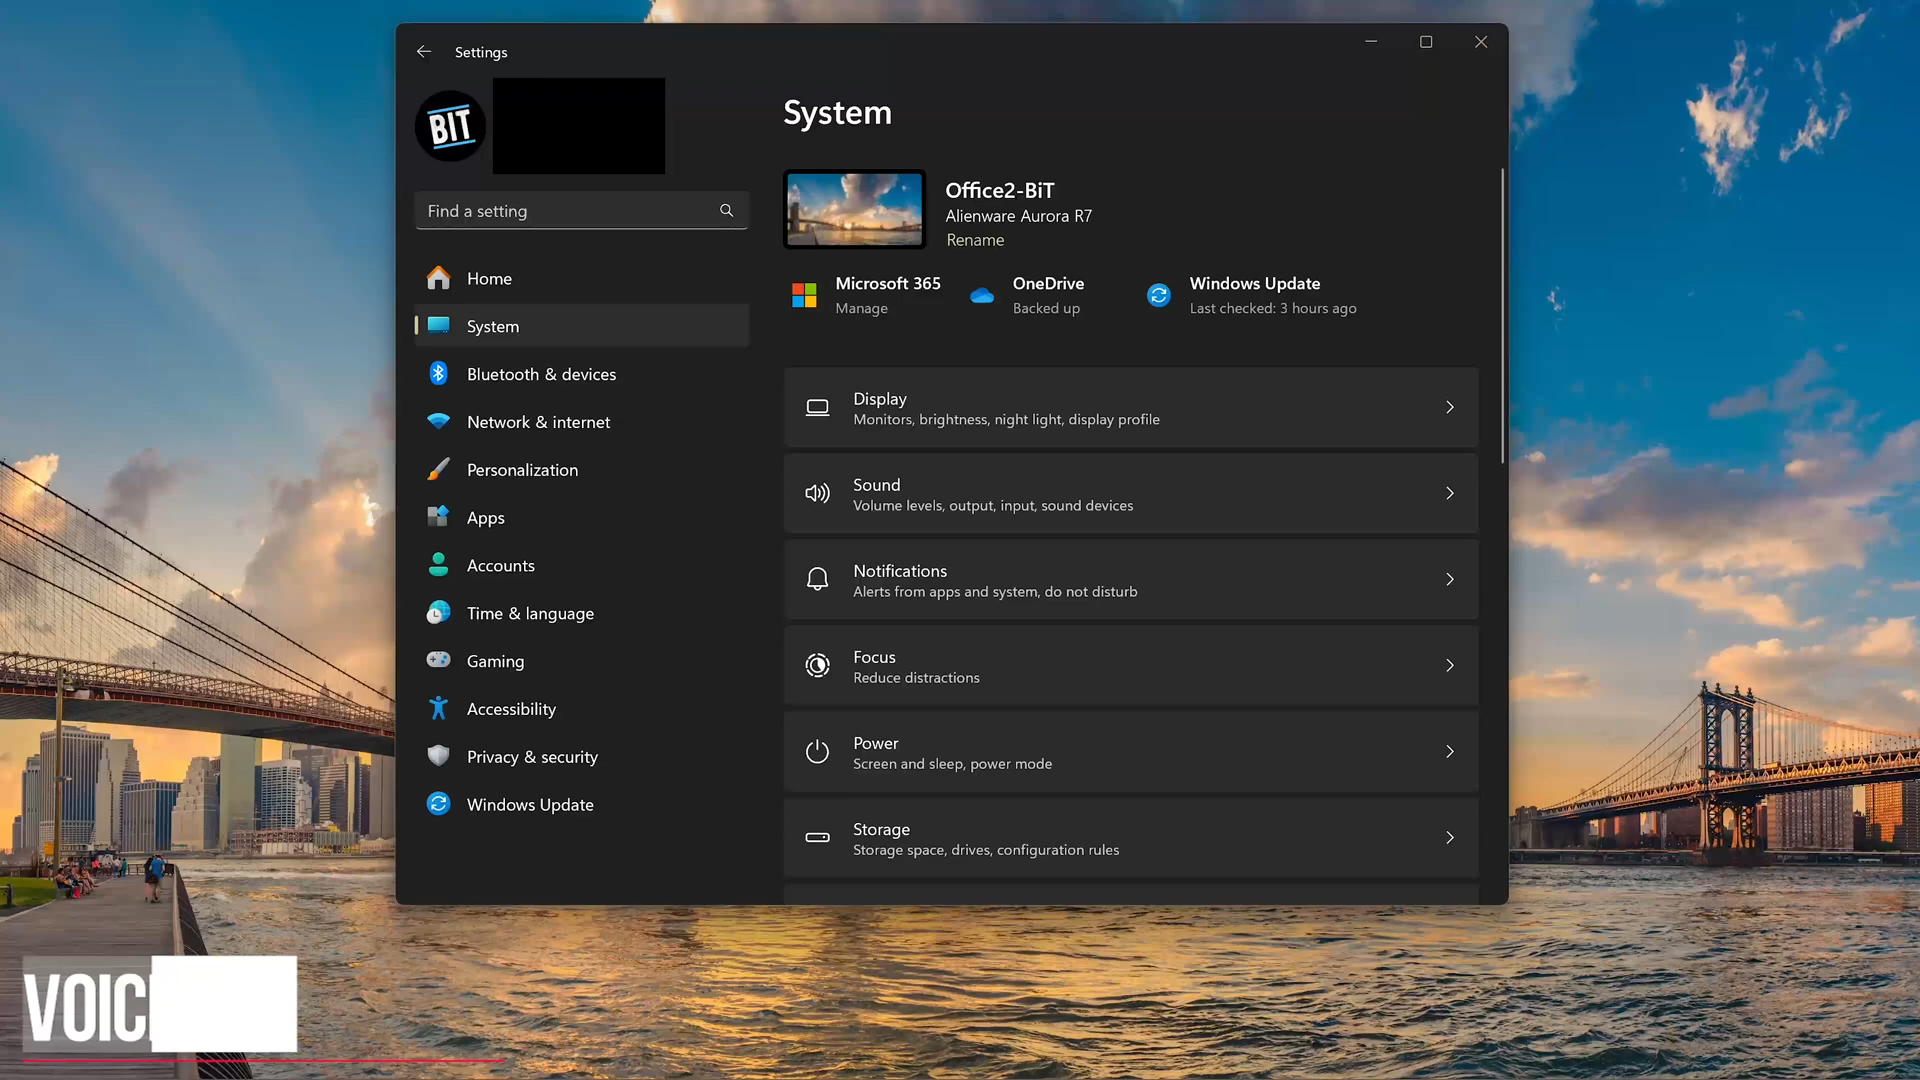 Settings
BIT
System
Find a setting
Office2-BiT
Alienware Aurora R7
Rename
Microsoft 365
Manage
OneDrive
Backed up
Windows Update
Last checked: 3 hours ago
Home
System
Bluetooth & devices
Network & internet
Personalization
Apps
Accounts
Time & language
Gaming
Accessibility
Privacy & security
Windows Update
Display
Monitors, brightness, night light, display profile
Sound
Volume levels, output, input, sound devices
Notifications
Alerts from apps and system, do not disturb
Focus
Reduce distractions
Power
Screen and sleep, power mode
Storage
Storage space, drives, configuration rules
VOIC